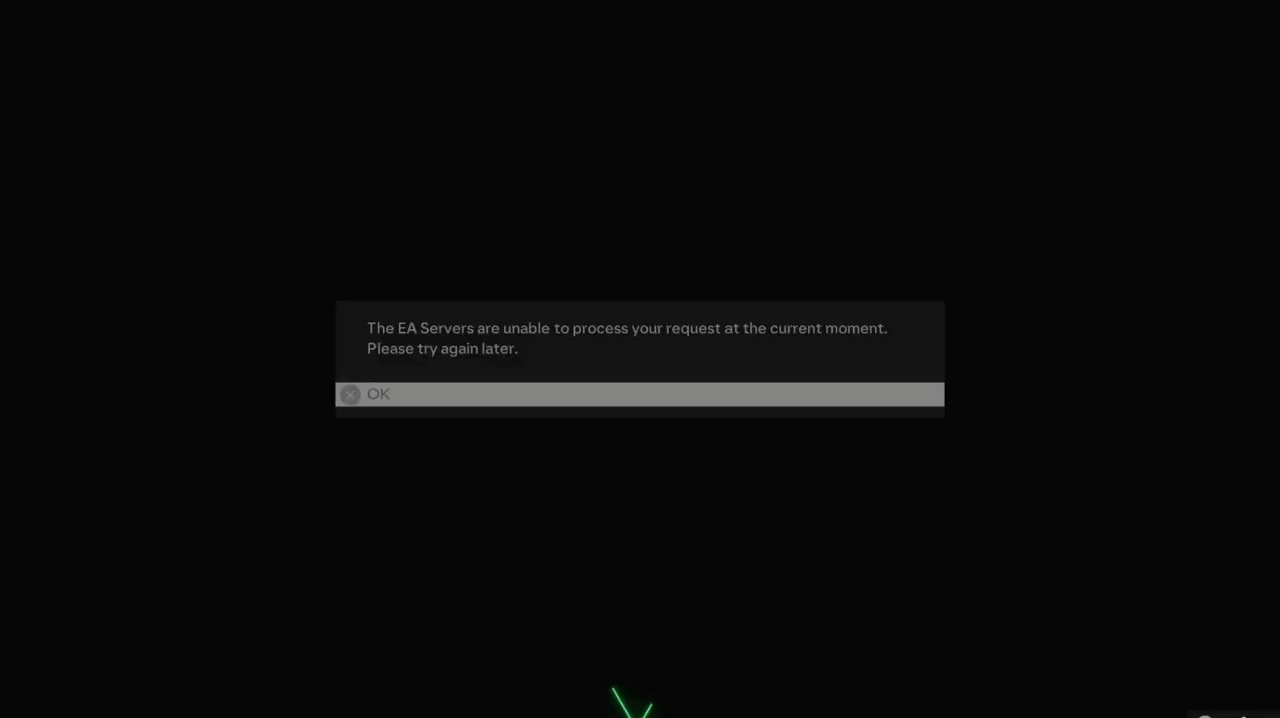 The EA Servers are unable to process your request at the current moment.
Please try again later.
OK